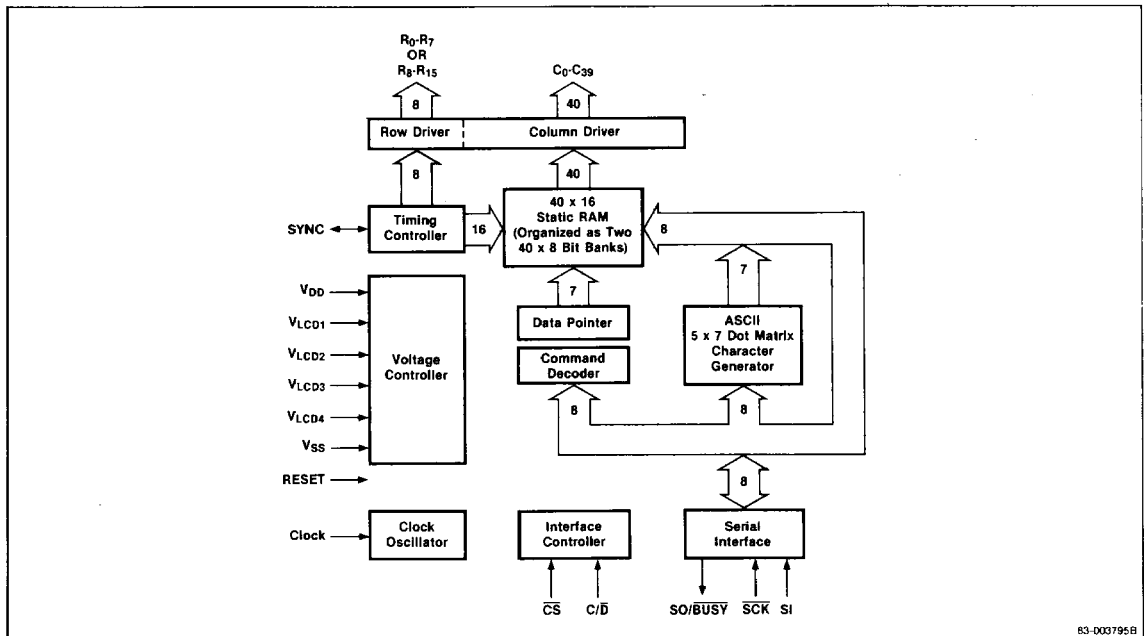 R0-R7
OR
R8-R15
C0-C39
8
40
Row Driver
Column Driver
8
40
SYNC
Timing
Controller
16
40 x 16
Static RAM
(Organized as Two
40 x 8 Bit Banks)
8
7
7
VDD
VLCD1
VLCD2
VLCD3
VLCD4
VSS
Voltage
Controller
Data Pointer
Command
Decoder
ASCII
5 x 7 Dot Matrix
Character
Generator
8
8
8
RESET
Clock
Clock
Oscillator
Interface
Controller
Serial
Interface
C̅S̅
C/D̅
SO/B̅U̅S̅Y̅
S̅C̅K̅
SI
83-003795B